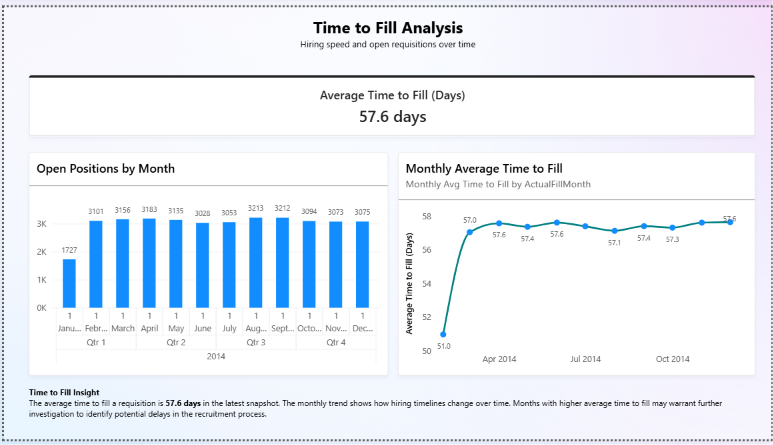 Time to Fill Analysis
Hiring speed and open requisitions over time
Average Time to Fill (Days)
57.6 days
Open Positions by Month
3K
2K
1K
0K
1727
3101
3156
3183
3135
3028
3053
3213
3212
3094
3073
3075
1 1 1 1 1 1 1 1 1 1 1 1
Janu... Febr... March April May June July Aug... Sept... Octo... Nov... Dec...
Qtr 1 Qtr 2 Qtr 3 Qtr 4
2014
Monthly Average Time to Fill
Monthly Avg Time to Fill by ActualFillMonth
Average Time to Fill (Days)
58
56
54
52
50
51.0
57.0
57.6
57.4
57.6
57.1
57.4
57.3
57.6
Apr 2014 Jul 2014 Oct 2014
Time to Fill Insight
The average time to fill a requisition is 57.6 days in the latest snapshot. The monthly trend shows how hiring timelines change over time. Months with higher average time to fill may warrant further
investigation to identify potential delays in the recruitment process.